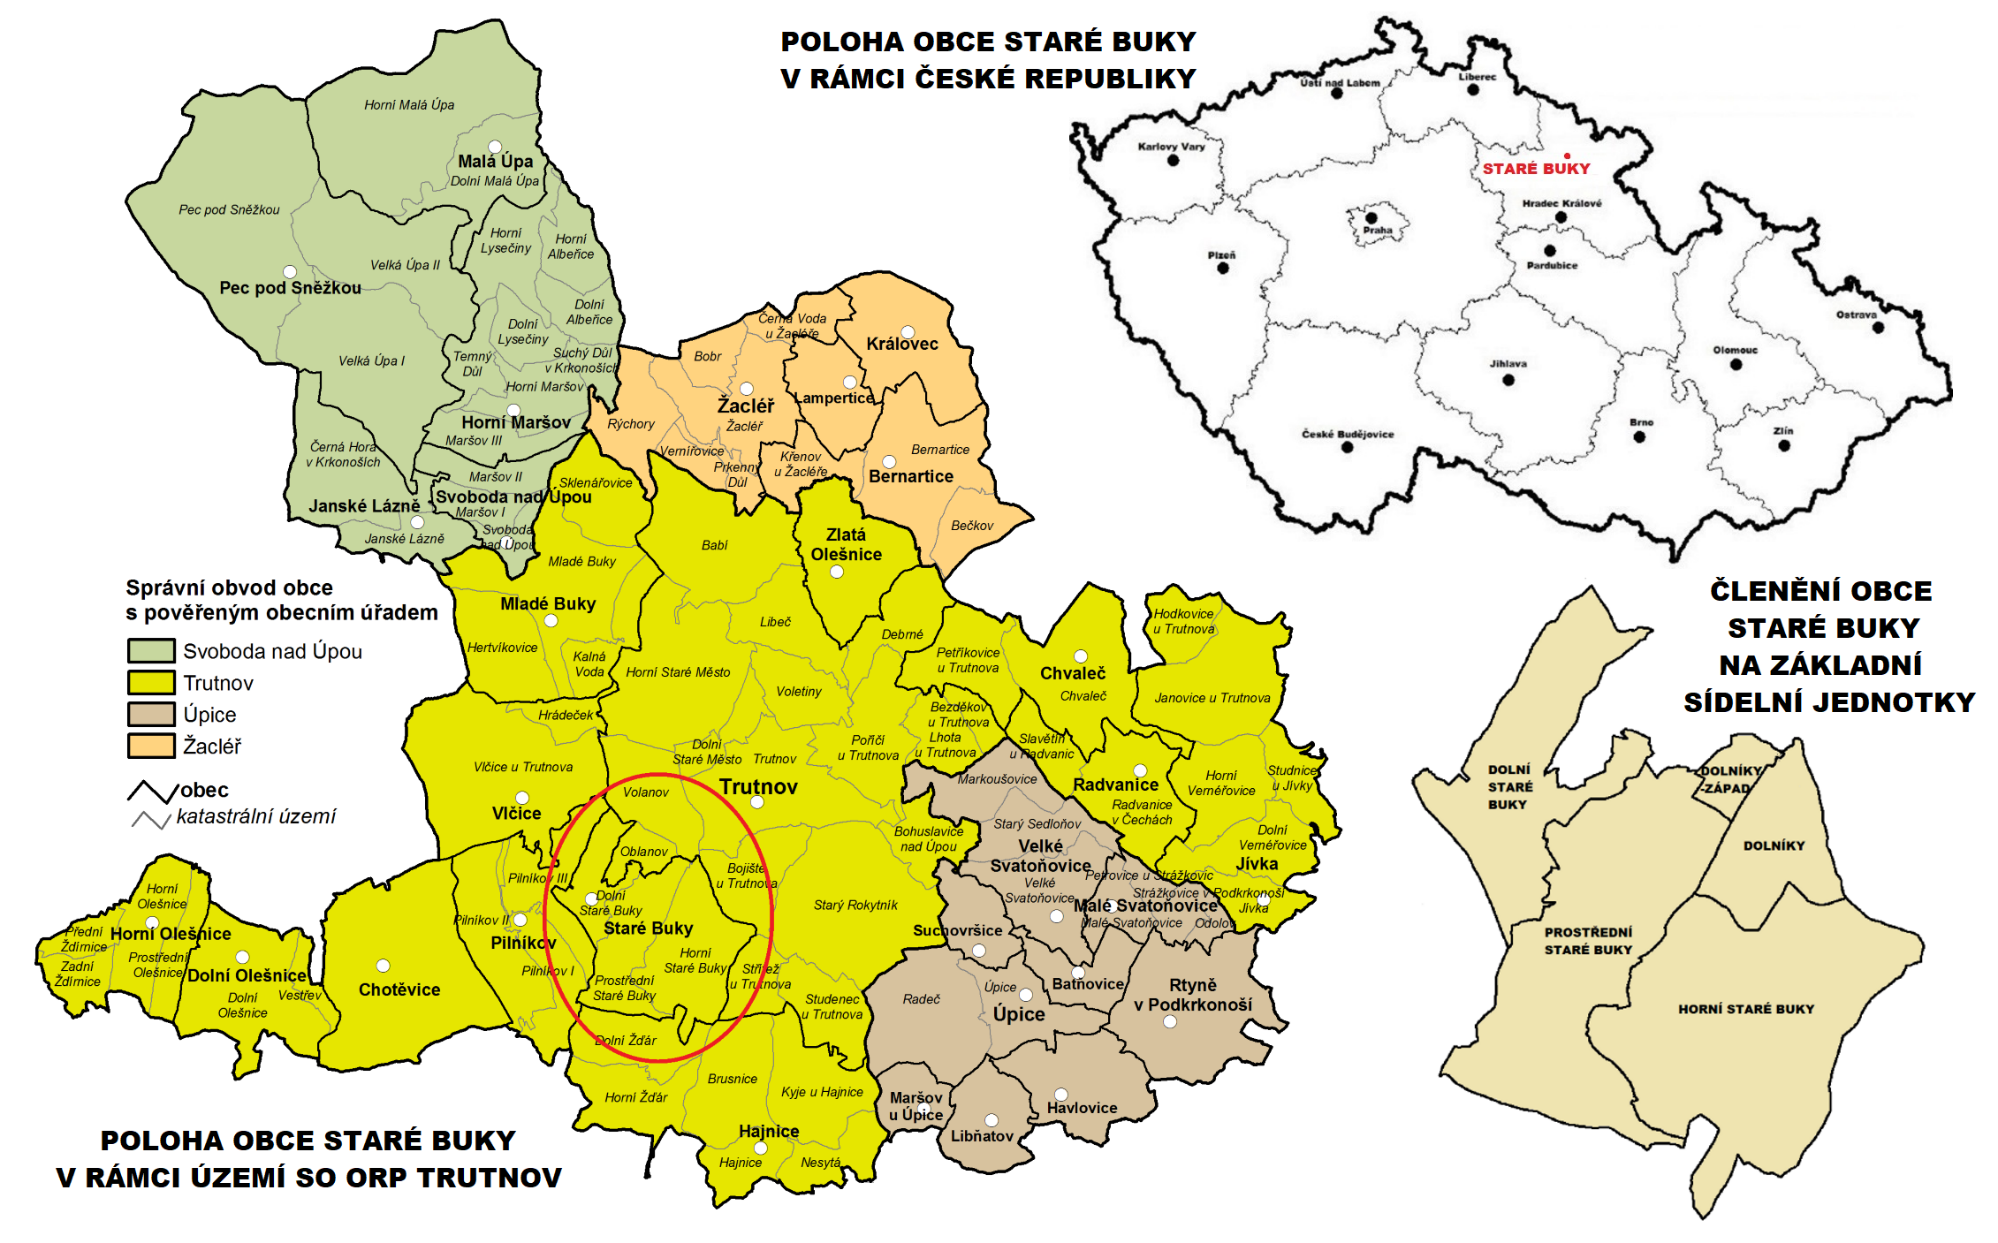 POLOHA OBCE STARÉ BUKY
V RÁMCI ČESKÉ REPUBLIKY
Ústí nad Labem
Liberec
Karlovy Vary
STARÉ BUKY
Hradec Králové
Praha
Plzeň
Pardubice
Ostrava
Olomouc
Jihlava
Brno
Zlín
České Budějovice
Horní Malá Úpa
Malá Úpa
Dolní Malá Úpa
Pec pod Sněžkou
Horní
Lysečiny
Horní
Albeřice
Velká Úpa II
Pec pod Sněžkou
Dolní
Albeřice
Dolní
Lysečiny
Velká Úpa I
Temný
Důl
Suchý Důl
v Krkonoších
Horní Maršov
Horní Maršov
Maršov III
Černá Hora
v Krkonoších
Maršov II
Svoboda nad Úpou
Maršov I
Janské Lázně
Janské Lázně
Svoboda
nad Úpou
Černá Voda
u Žacléře
Královec
Bobr
Žacléř
Žacléř
Lampertice
Rýchory
Vernířovice
Prkenný
Důl
Křenov
u Žacléře
Bernartice
Bernartice
Bečkov
Sklenářovice
Babí
Zlatá
Olešnice
Mladé Buky
Mladé Buky
Hertvíkovice
Kalná
Voda
Libeč
Debrné
Horní Staré Město
Voletiny
Petříkovice
u Trutnova
Chvaleč
Chvaleč
Hodkovice
u Trutnova
Janovice u Trutnova
Hrádeček
Bezděkov
u Trutnova
Lhota
u Trutnova
Poříčí
u Trutnova
Slavětín
u Radvanic
Dolní
Staré Město
Trutnov
Trutnov
Vlčice u Trutnova
Vlčice
Volanov
Markoušovice
Radvanice
Radvanice
v Čechách
Horní
Vernéřovice
Studnice
u Jívky
Dolní
Vernéřovice
Jívka
Jívka
Bohuslavice
nad Úpou
Starý Sedloňov
Velké
Svatoňovice
Velké
Svatoňovice
Petrovice u Strážkovic
Strážkovice v Podkrkonoší
Malé Svatoňovice
Malé Svatoňovice
Odolov
Oblanov
Bojiště
u Trutnova
Pilníkov III
Dolní
Staré Buky
Starý Rokytník
Pilníkov II
Pilníkov
Staré Buky
Suchovršice
Horní
Staré Buky
Pilníkov I
Prostřední
Staré Buky
Střítež
u Trutnova
Studenec
u Trutnova
Radeč
Úpice
Úpice
Batňovice
Rtyně
v Podkrkonoší
Horní
Olešnice
Přední
Ždírnice
Horní Olešnice
Zadní
Ždírnice
Prostřední
Olešnice
Dolní Olešnice
Dolní
Olešnice
Vestřev
Chotěvice
Dolní Žďár
Horní Žďár
Brusnice
Kyje u Hajnice
Hajnice
Hajnice
Nesytá
Maršov
u Úpice
Havlovice
Libňatov
Správní obvod obce
s pověřeným obecním úřadem
Svoboda nad Úpou
Trutnov
Úpice
Žacléř
obec
katastrální území
POLOHA OBCE STARÉ BUKY
V RÁMCI ÚZEMÍ SO ORP TRUTNOV
ČLENĚNÍ OBCE
STARÉ BUKY
NA ZÁKLADNÍ
SÍDELNÍ JEDNOTKY
DOLNÍ
STARÉ
BUKY
DOLNÍKY
-ZÁPAD
DOLNÍKY
PROSTŘEDNÍ
STARÉ BUKY
HORNÍ STARÉ BUKY